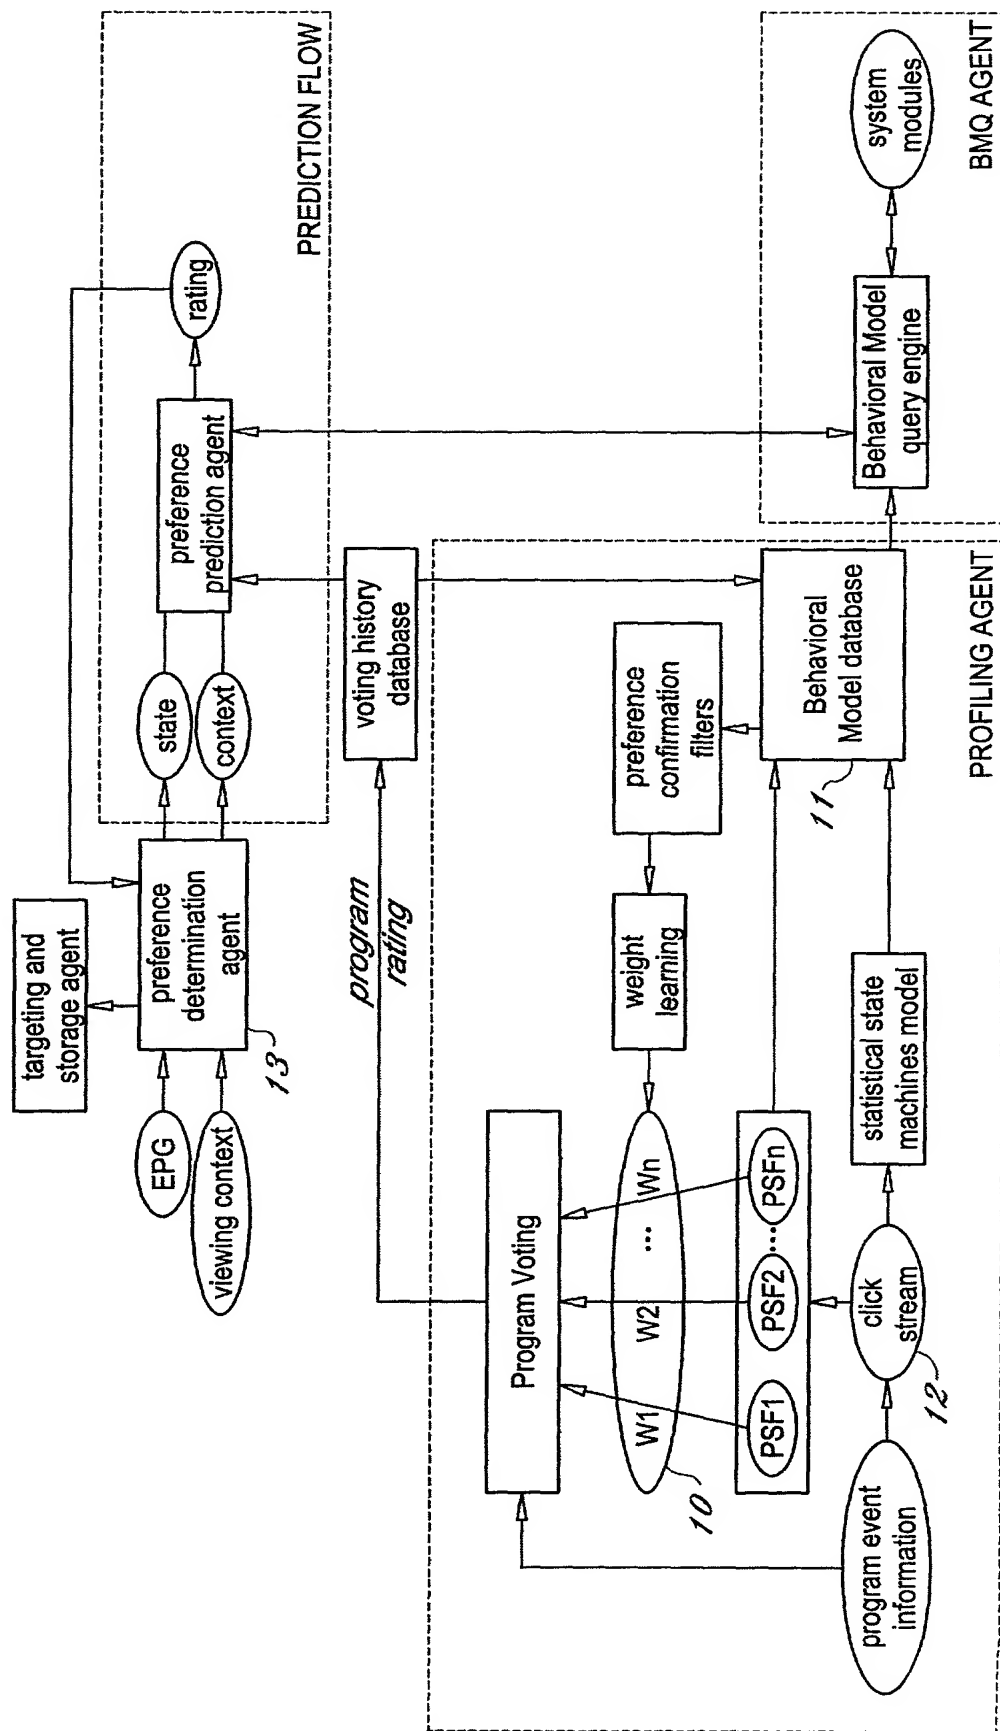 EPG
viewing context
targeting and
storage agent
preference
determination
agent
13
state
context
preference
prediction agent
rating
PREDICTION FLOW
program
rating
voting history
database
Program Voting
W1
W2
...
Wn
10
weight
learning
preference
confirmation
filters
PSF1
PSF2
...
PSFn
Behavioral
Model database
11
program event
information
click
stream
12
statistical state
machines model
PROFILING AGENT
Behavioral Model
query engine
system
modules
BMQ AGENT